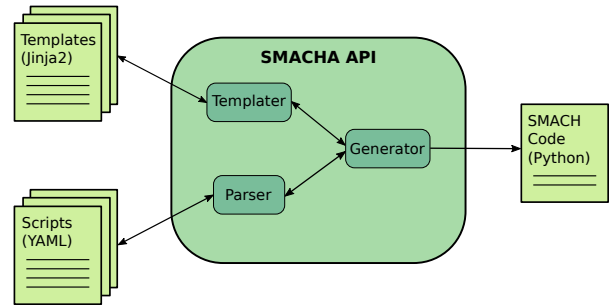 Templates
(Jinja2)
SMACHA API
Templater
Generator
Parser
Scripts
(YAML)
SMACH
Code
(Python)